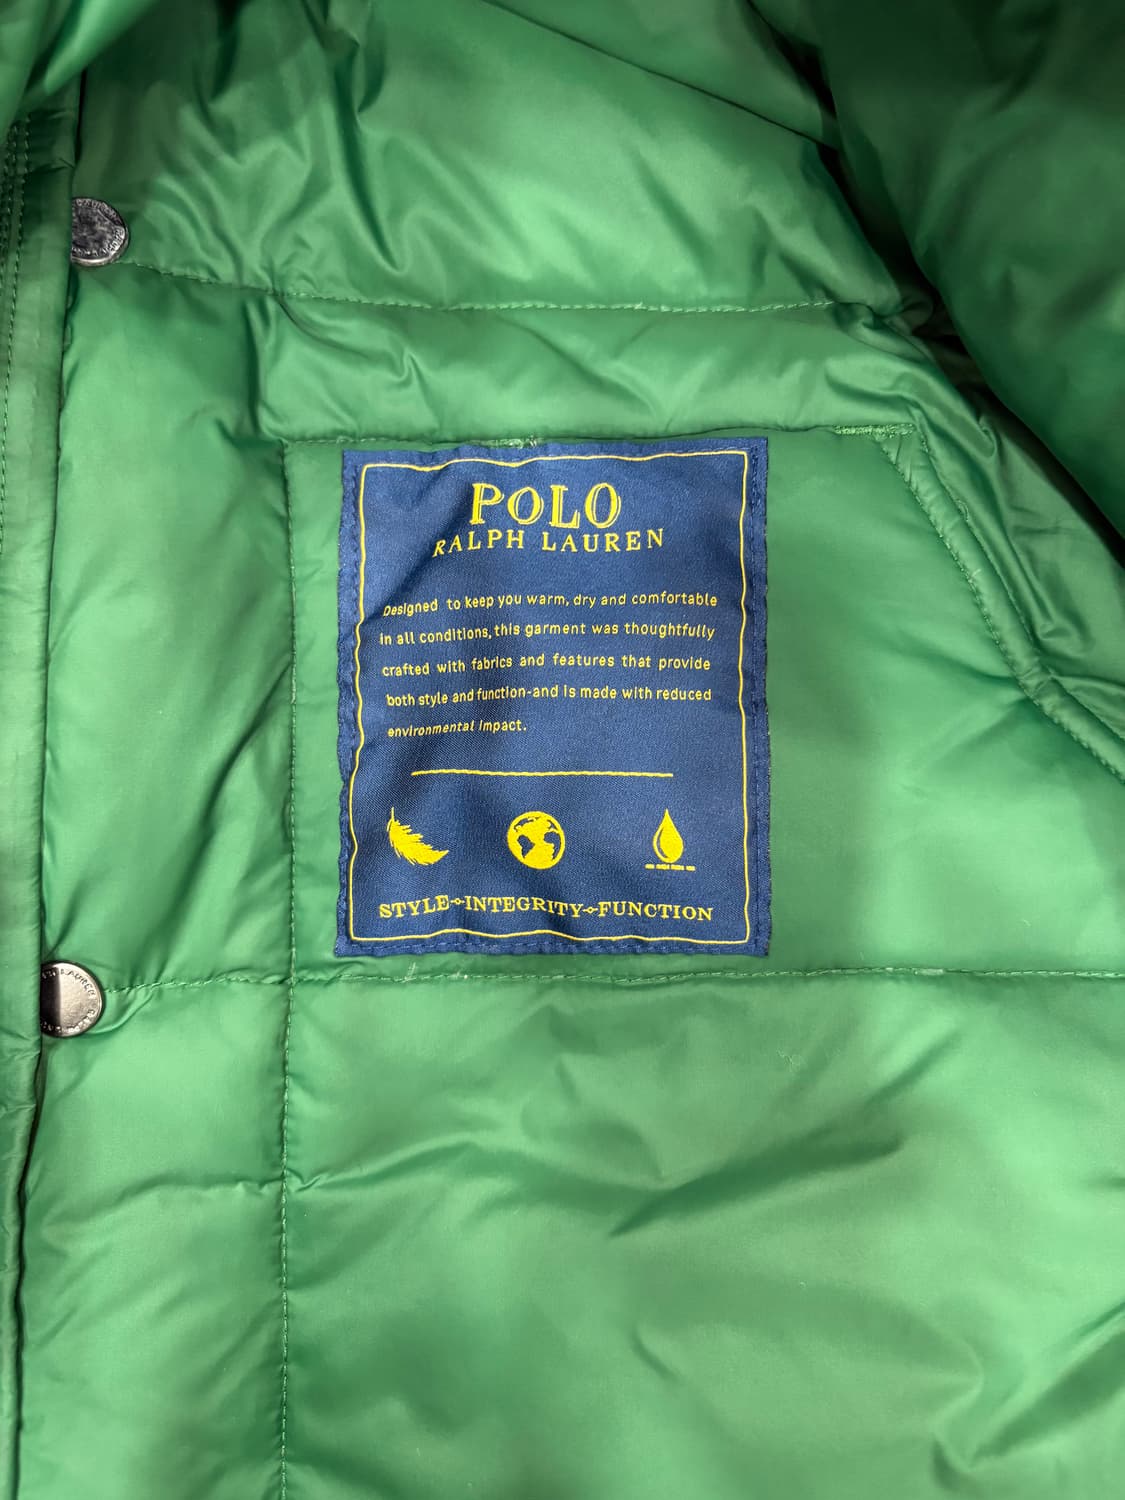 POLO
RALPH LAUREN
Designed to keep you warm, dry and comfortable
in all conditions, this garment was thoughtfully
crafted with fabrics and features that provide
both style and function-and is made with reduced
environmental impact.
STYLE⋄INTEGRITY⋄FUNCTION
LAUREN